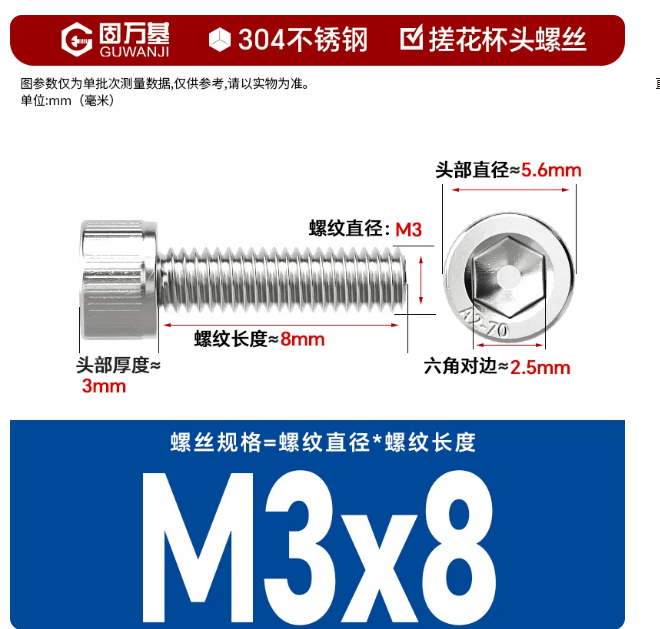 固万基
GUWANJI
304不锈钢
搓花杯头螺丝
图参数仅为单批次测量数据,仅供参考,请以实物为准。
单位:mm（毫米）
头部直径≈5.6mm
螺纹直径: M3
A2-70
螺纹长度≈8mm
头部厚度≈
3mm
六角对边≈2.5mm
螺丝规格=螺纹直径*螺纹长度
M3x8